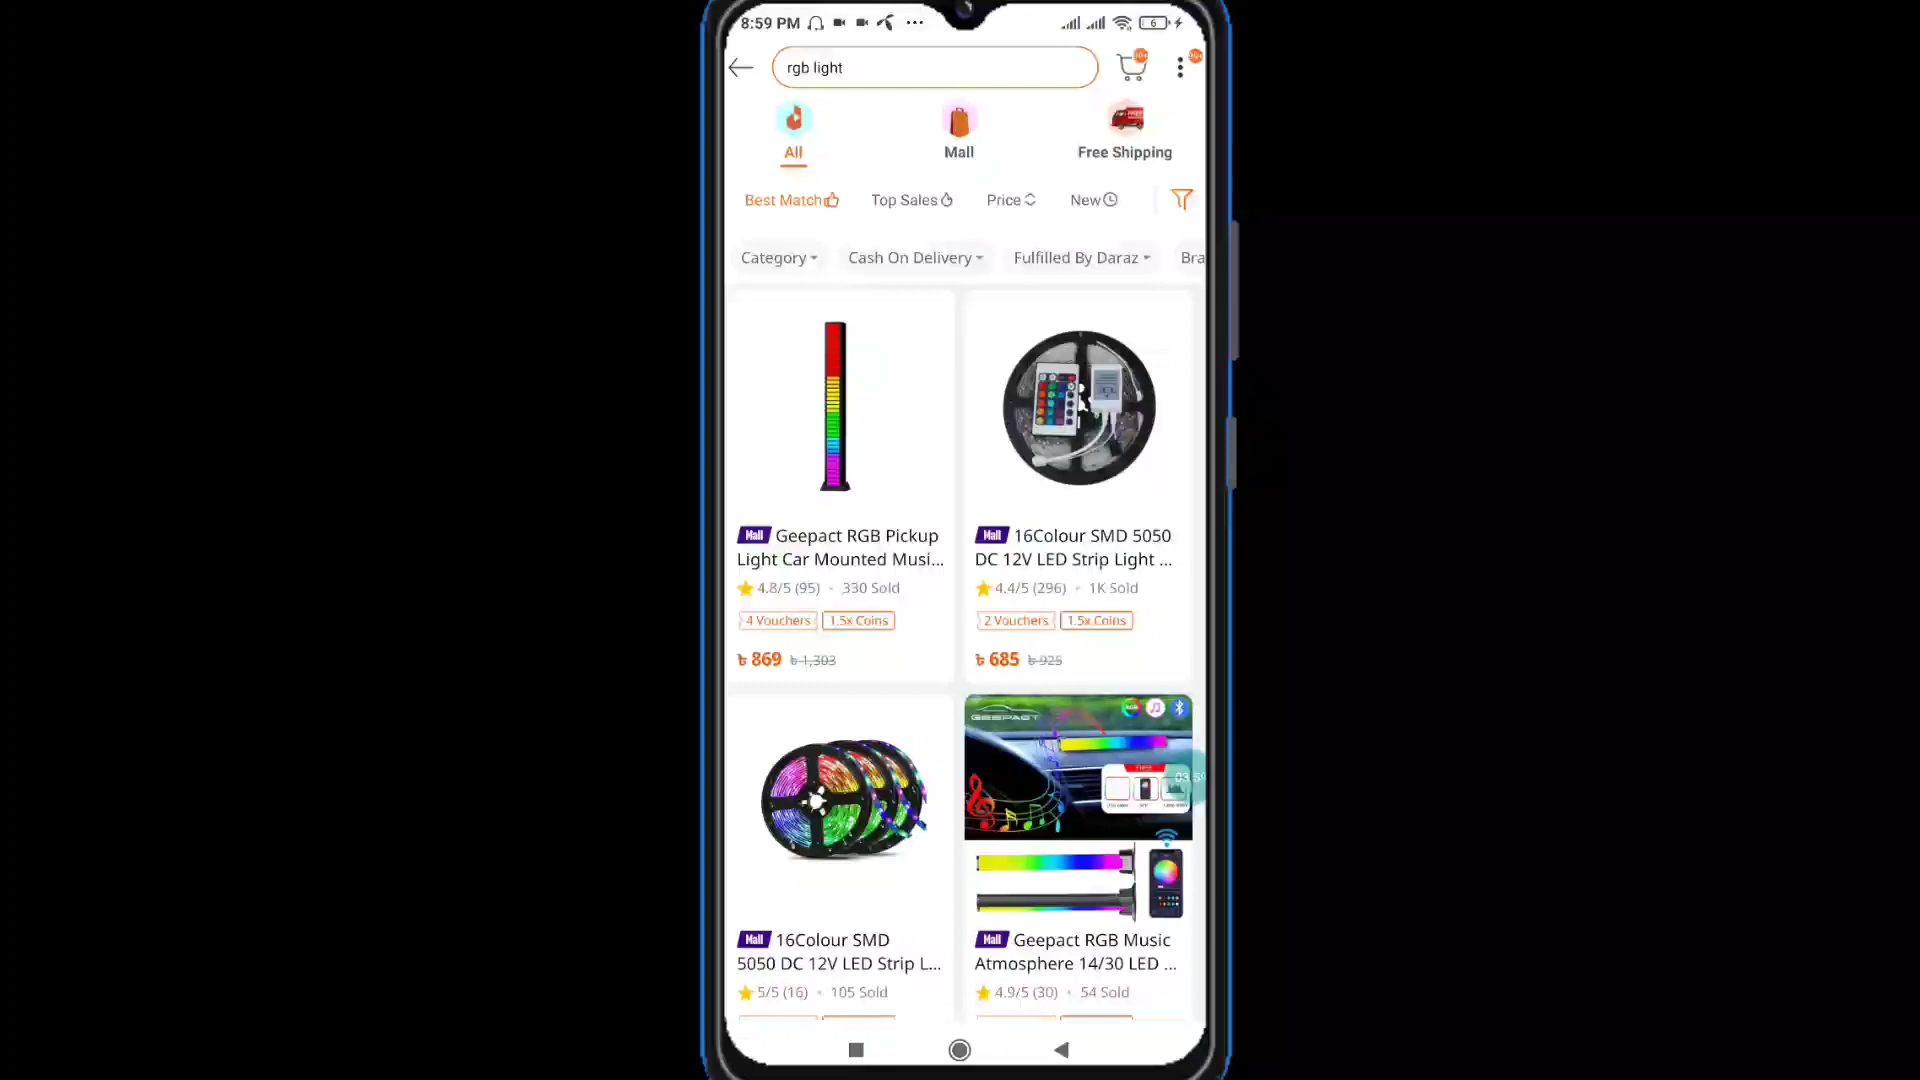 8:59 PM
6
rgb light
All
Mall
Free Shipping
Best Match
Top Sales
Price
New
Category
Cash On Delivery
Fulfilled By Daraz
Bra
Mall Geepact RGB Pickup
Light Car Mounted Musi...
4.8/5 (95) • 330 Sold
4 Vouchers
1.5x Coins
৳ 869 ৳ 1,303
Mall 16Colour SMD 5050
DC 12V LED Strip Light ...
4.4/5 (296) • 1K Sold
2 Vouchers
1.5x Coins
৳ 685 ৳ 925
GEEPACT
Mall 16Colour SMD
5050 DC 12V LED Strip L...
5/5 (16) • 105 Sold
Mall Geepact RGB Music
Atmosphere 14/30 LED ...
4.9/5 (30) • 54 Sold